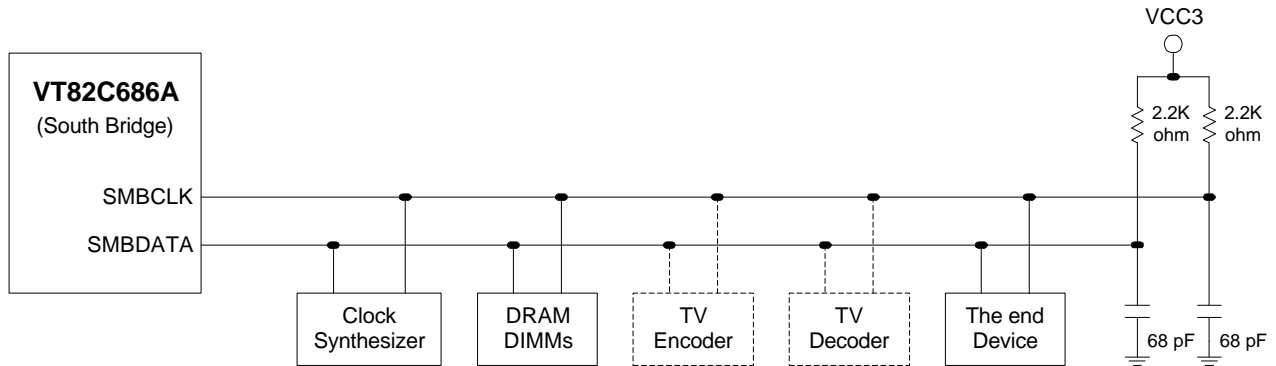 VCC3
VT82C686A
(South Bridge)
2.2K
ohm
2.2K
ohm
SMBCLK
SMBDATA
Clock
Synthesizer
DRAM
DIMMs
TV
Encoder
TV
Decoder
The end
Device
68 pF
68 pF